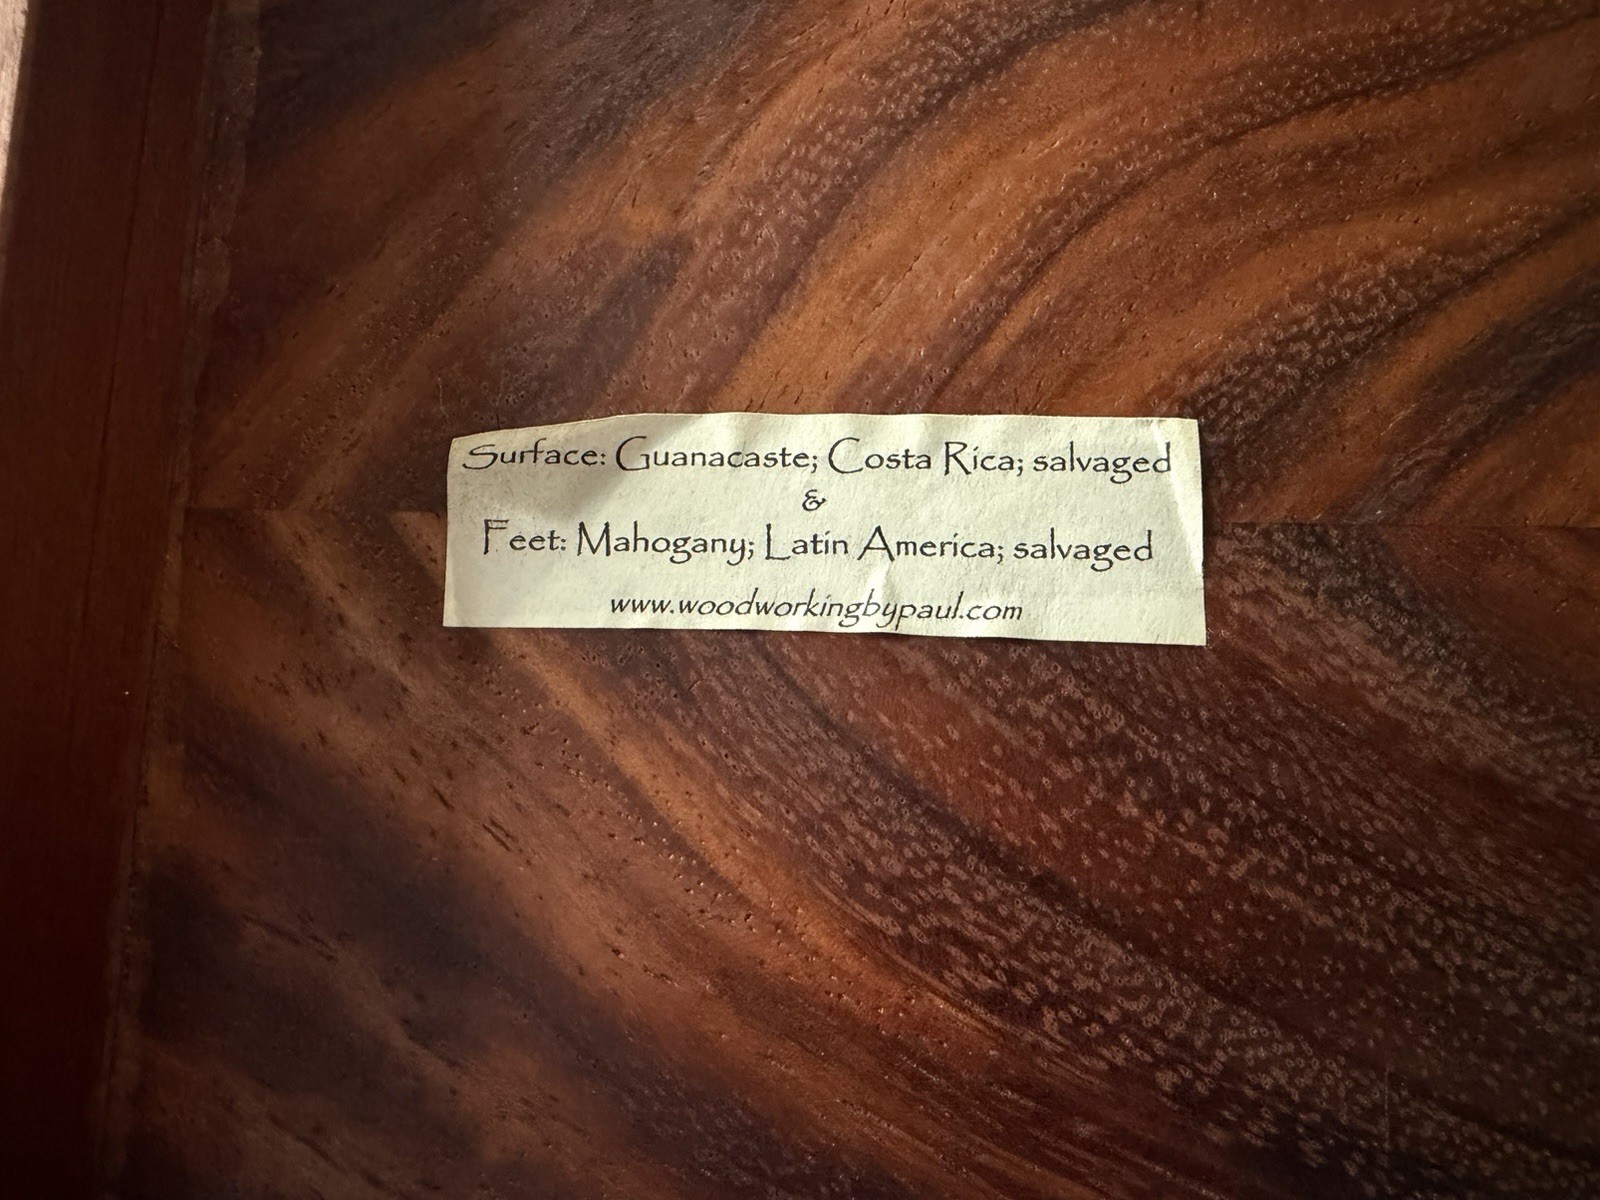 Surface: Guanacaste; Costa Rica; salvaged
&
Feet: Mahogany; Latin America; salvaged
www.woodworkingbypaul.com